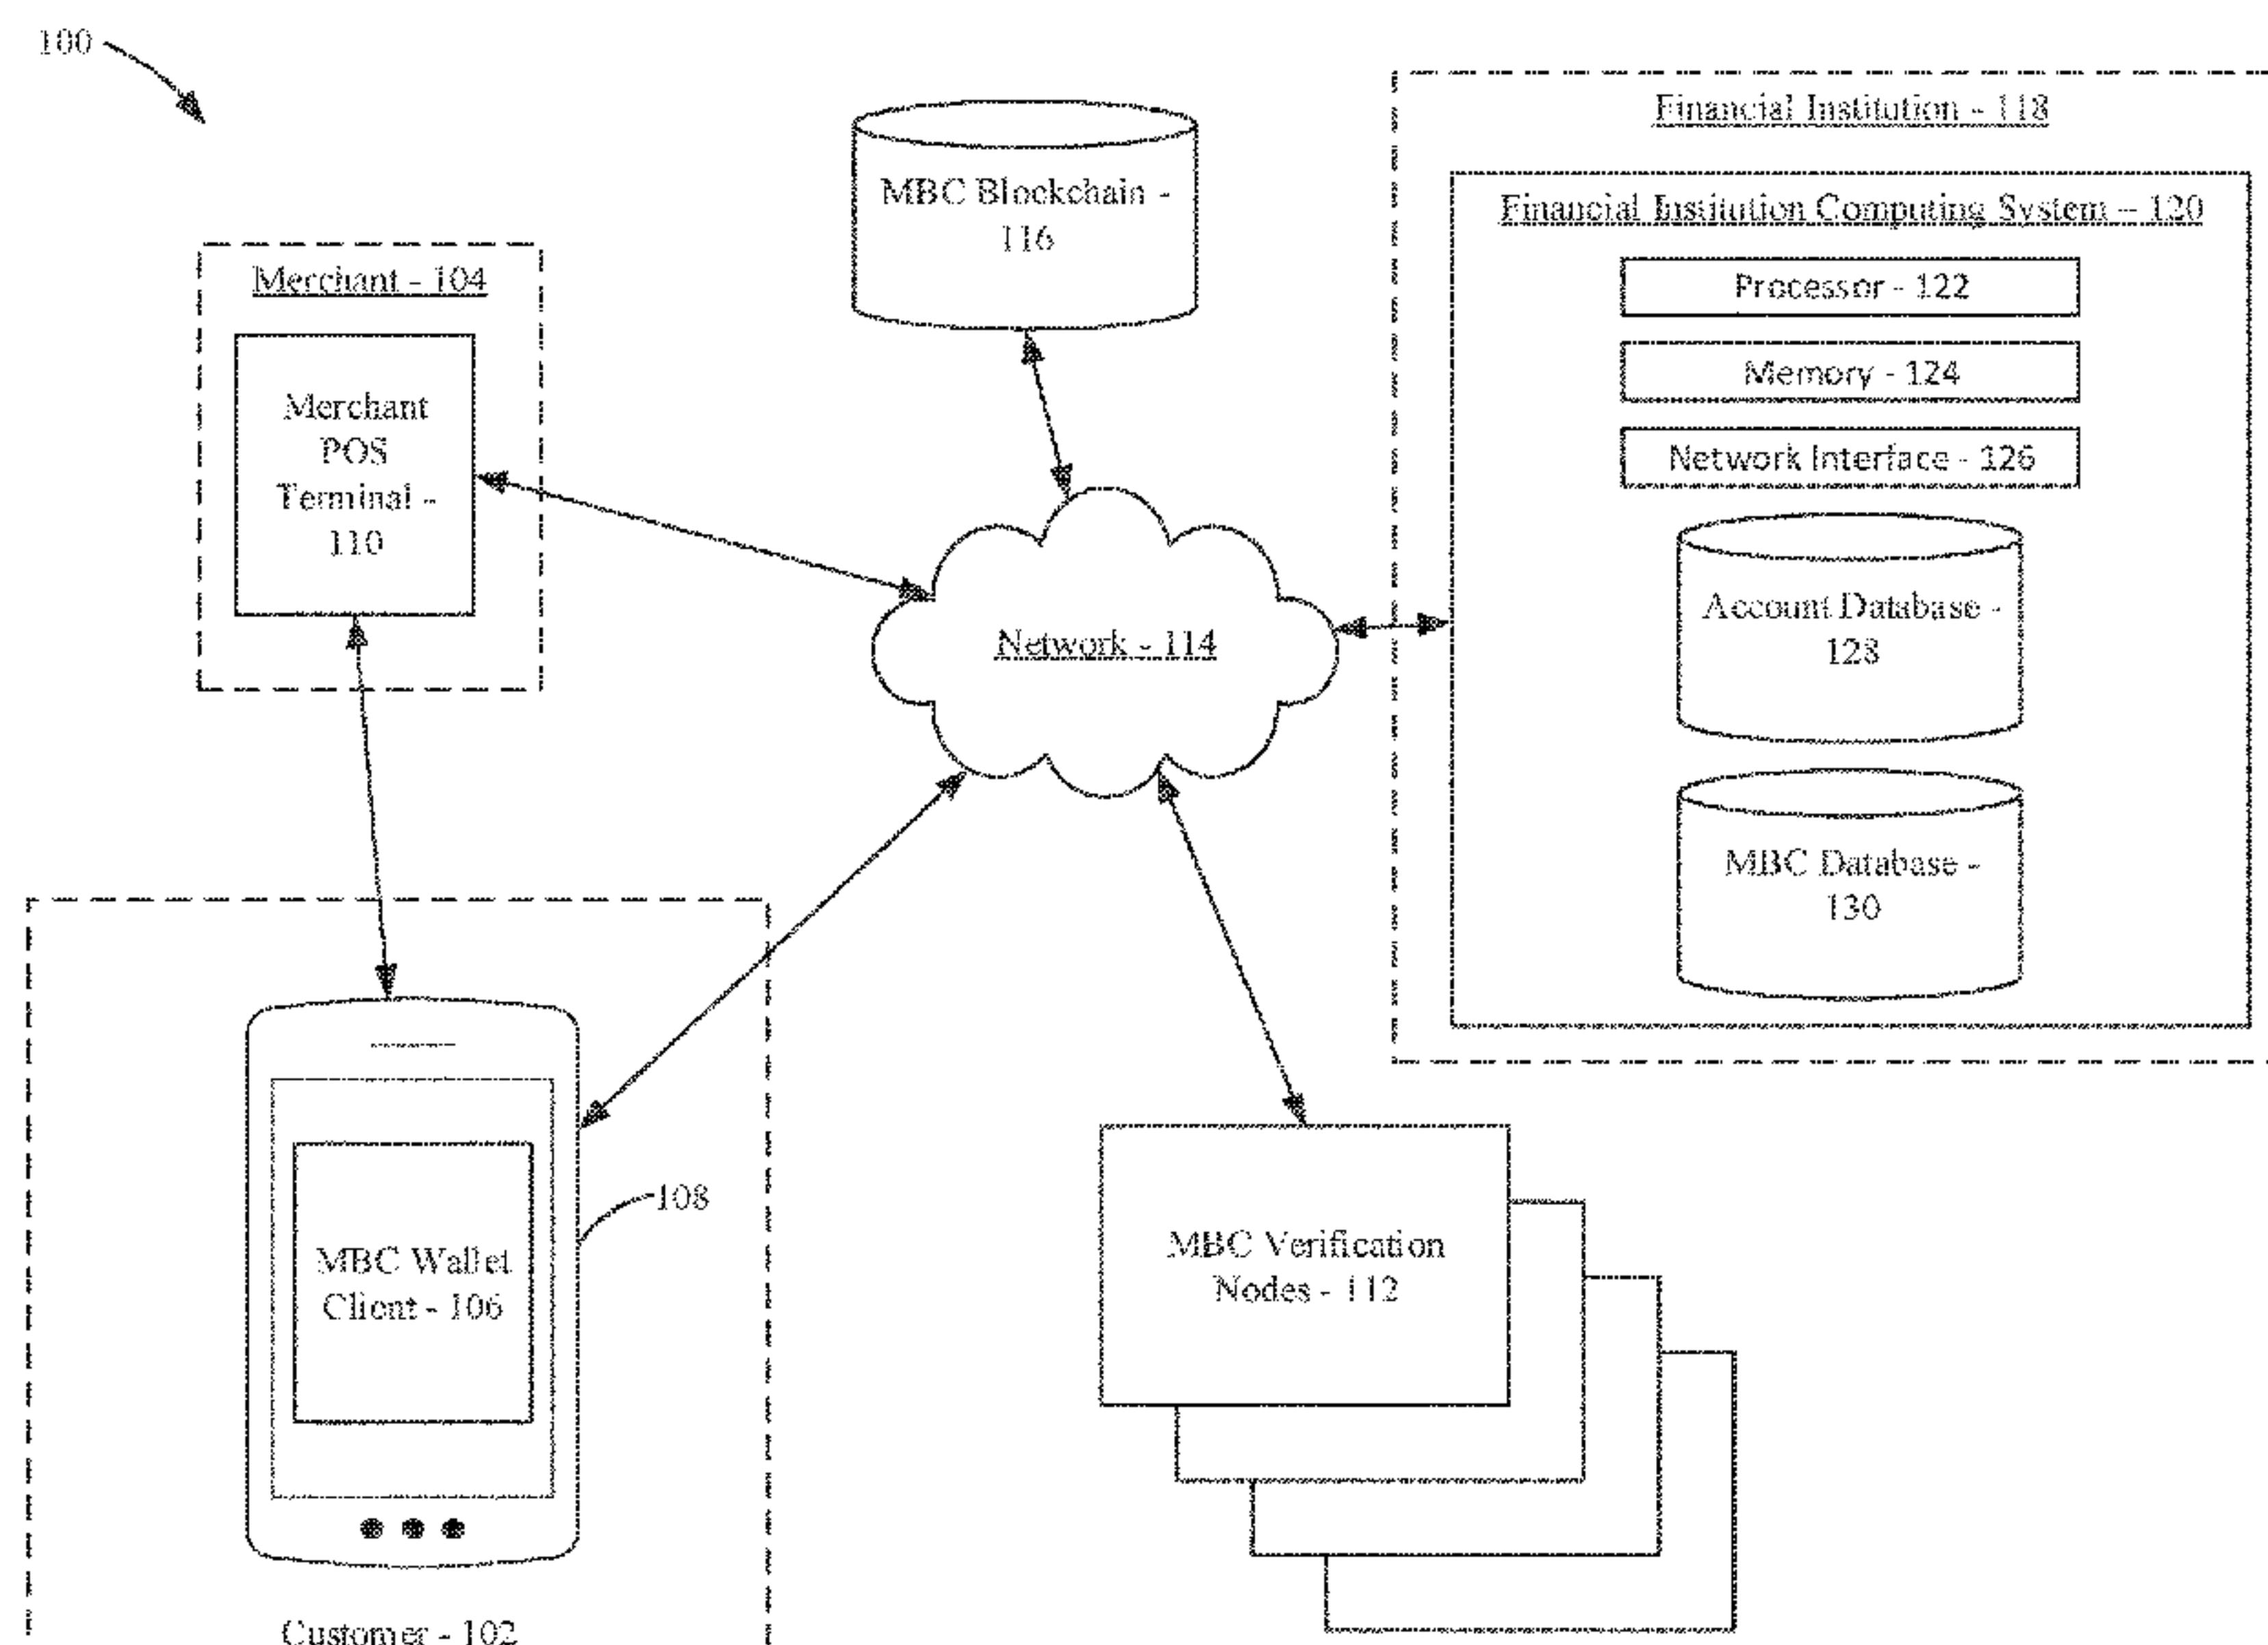 100
MBC Blockchain -
116
Financial Institution - 118
Financial Institution Computing System – 120
Processor - 122
Memory - 124
Network Interface - 126
Account Database -
128
MBC Database -
130
Merchant - 104
Merchant
POS
Terminal -
110
Network - 114
108
MBC Wallet
Client - 106
Customer - 102
MBC Verification
Nodes - 112